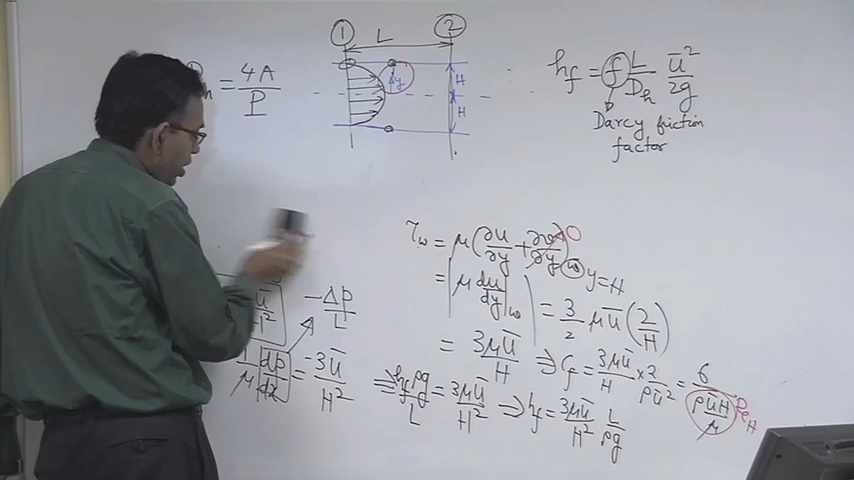 ① L ②
= 4A / P
Δy H
H
h_f = f L/D_h ū²/2g
Darcy friction
factor
τ_w = μ(∂u/∂y + ∂v/∂y)0 w y=H
= |μ du/dy|_w = 3/2 μū (2/H)
= 3μū/H ⇒ C_f = 3μū/H × 2/ρū² = 6/(ρūH/μ) Re_H
-Δp/L
1/μ dp/dx = -3ū/H² ⇒ h_f ρg/L = 3μū/H² ⇒ h_f = 3μū/H² L/ρg